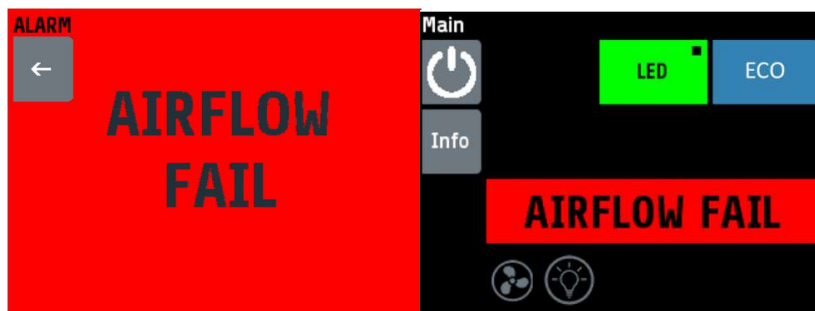 ALARM
AIRFLOW
FAIL
Main
LED
ECO
Info
AIRFLOW FAIL